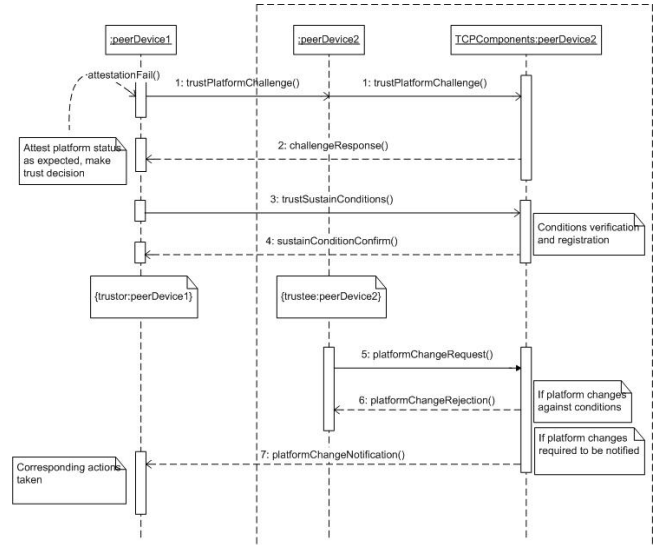 :peerDevice1
:peerDevice2
TCPComponents:peerDevice2
attestationFail()
1: trustPlatformChallenge()
1: trustPlatformChallenge()
Attest platform status
as expected, make
trust decision
2: challengeResponse()
3: trustSustainConditions()
Conditions verification
and registration
4: sustainConditionConfirm()
{trustor:peerDevice1}
{trustee:peerDevice2}
5: platformChangeRequest()
6: platformChangeRejection()
If platform changes
against conditions
If platform changes
required to be notified
7: platformChangeNotification()
Corresponding actions
taken